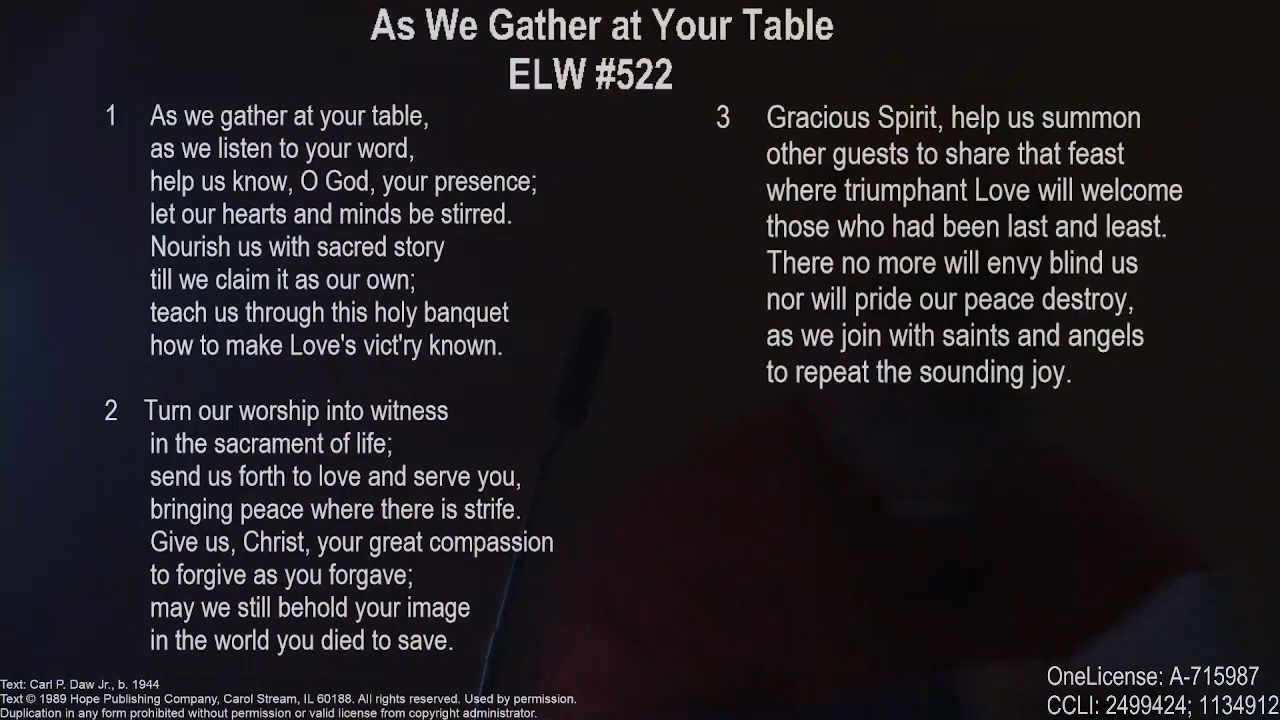 As We Gather at Your Table
ELW #522
1 As we gather at your table,
as we listen to your word,
help us know, O God, your presence;
let our hearts and minds be stirred.
Nourish us with sacred story
till we claim it as our own;
teach us through this holy banquet
how to make Love's vict'ry known.
2 Turn our worship into witness
in the sacrament of life;
send us forth to love and serve you,
bringing peace where there is strife.
Give us, Christ, your great compassion
to forgive as you forgave;
may we still behold your image
in the world you died to save.
3 Gracious Spirit, help us summon
other guests to share that feast
where triumphant Love will welcome
those who had been last and least.
There no more will envy blind us
nor will pride our peace destroy,
as we join with saints and angels
to repeat the sounding joy.
Text: Carl P. Daw Jr., b. 1944
Text © 1989 Hope Publishing Company, Carol Stream, IL 60188. All rights reserved. Used by permission.
Duplication in any form prohibited without permission or valid license from copyright administrator.
OneLicense: A-715987
CCLI: 2499424; 1134912